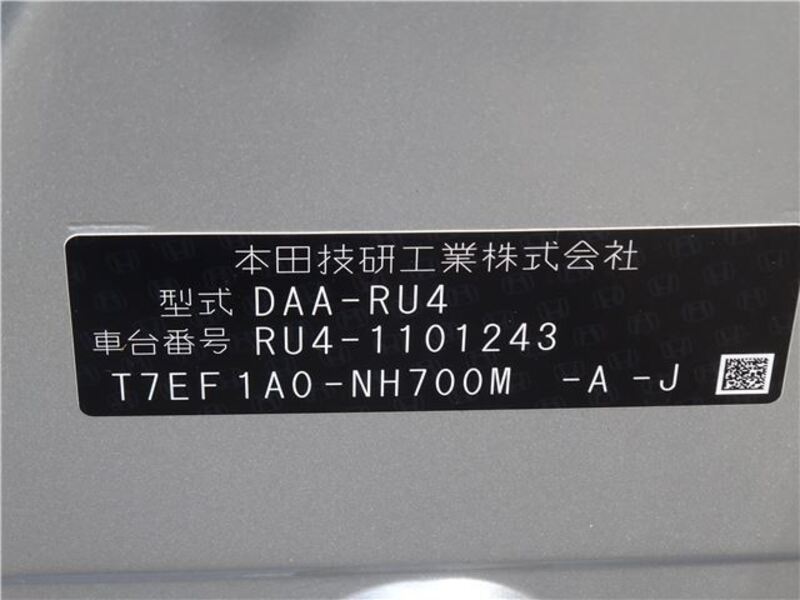 本田技研工業株式会社
型式 DAA-RU4
車台番号 RU4-1101243
T7EF1A0-NH700M -A -J